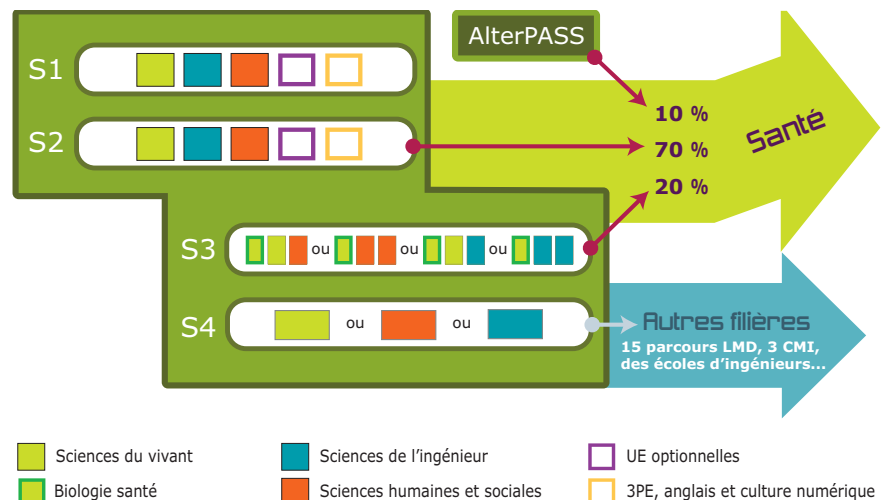 AlterPASS
S1
S2
10 %
70 %
20 %
Santé
S3
ou ou ou
S4
ou ou
Autres filières
15 parcours LMD, 3 CMI,
des écoles d'ingénieurs...
Sciences du vivant
Sciences de l'ingénieur
UE optionnelles
Biologie santé
Sciences humaines et sociales
3PE, anglais et culture numérique